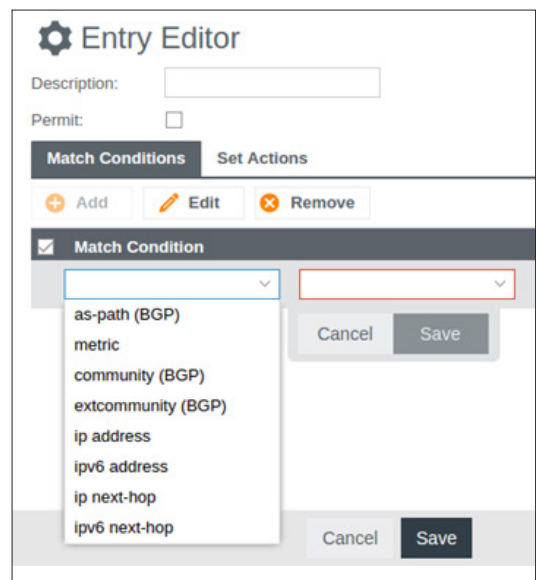 Entry Editor
Description:
Permit:
Match Conditions Set Actions
Add Edit Remove
Match Condition
as-path (BGP)
metric
community (BGP)
extcommunity (BGP)
ip address
ipv6 address
ip next-hop
ipv6 next-hop
Cancel Save
Cancel Save